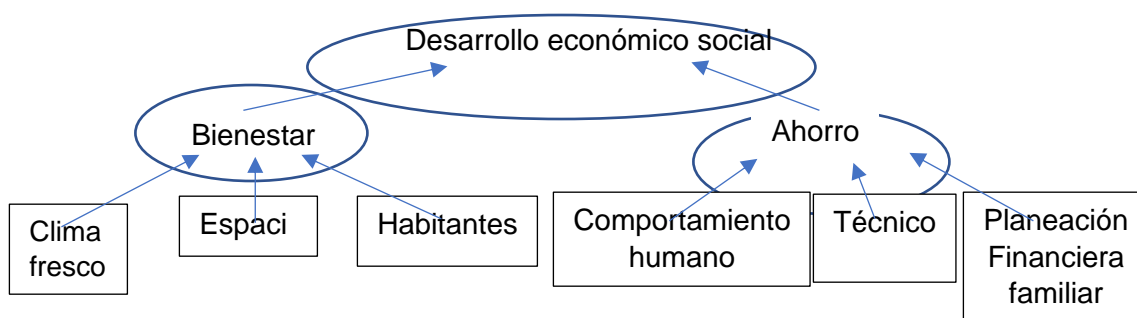 Desarrollo económico social
Bienestar
Ahorro
Clima
fresco
Espaci
Habitantes
Comportamiento
humano
Técnico
Planeación
Financiera
familiar